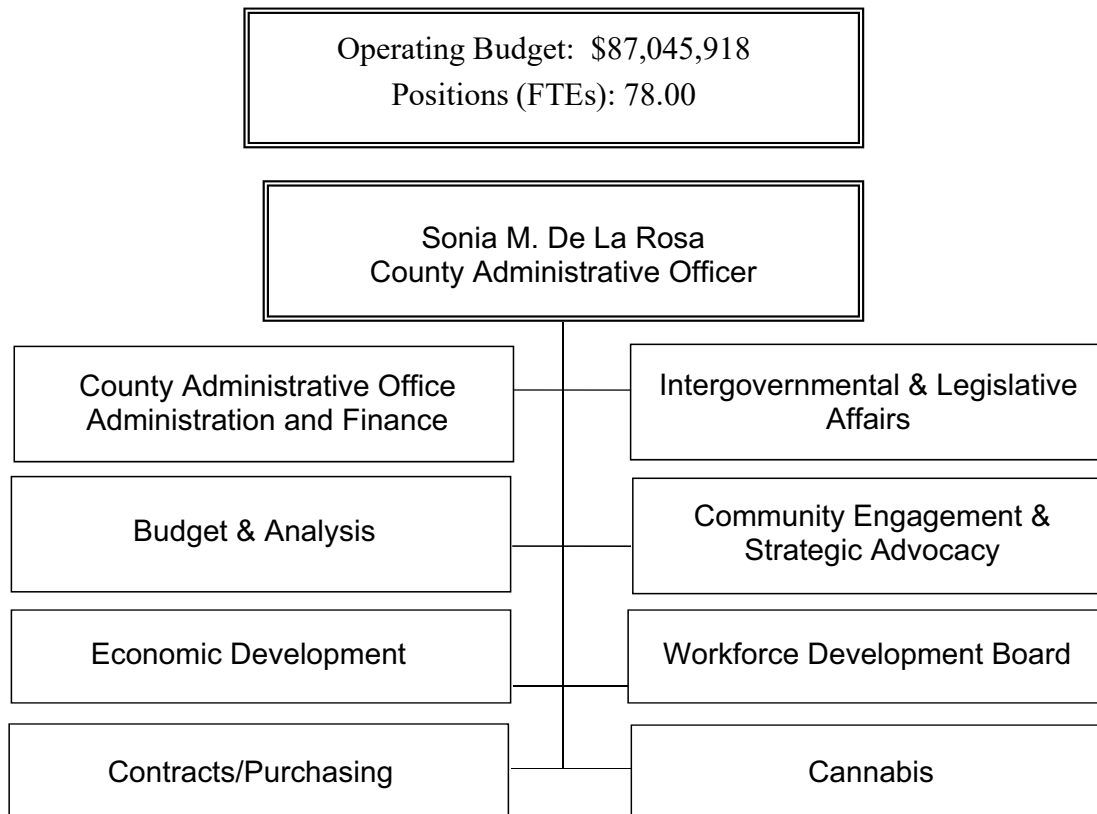 Operating Budget:  $87,045,918
Positions (FTEs): 78.00
Sonia M. De La Rosa
County Administrative Officer
County Administrative Office
Administration and Finance
Intergovernmental & Legislative
Affairs
Budget & Analysis
Community Engagement &
Strategic Advocacy
Economic Development
Workforce Development Board
Contracts/Purchasing
Cannabis